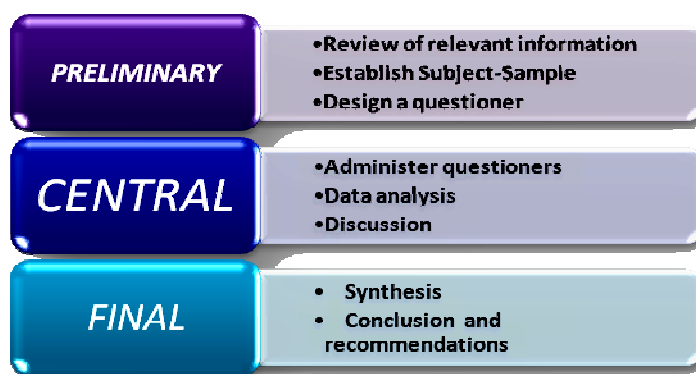 PRELIMINARY
•Review of relevant information
•Establish Subject-Sample
•Design a questioner
CENTRAL
•Administer questioners
•Data analysis
•Discussion
FINAL
• Synthesis
• Conclusion and
recommendations